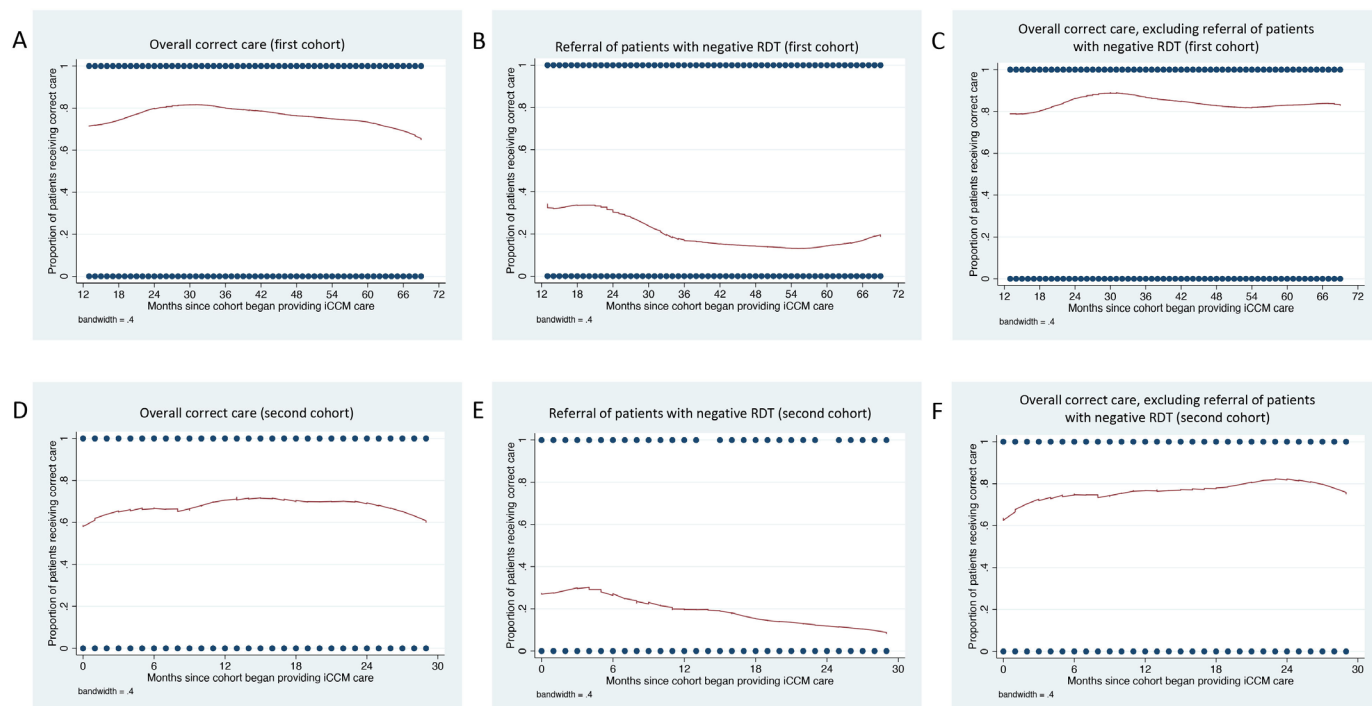 A
Overall correct care (first cohort)
Proportion of patients receiving correct care
0 .2 .4 .6 .8 1
12 18 24 30 36 42 48 54 60 66 72
Months since cohort began providing iCCM care
bandwidth = .4
B
Referral of patients with negative RDT (first cohort)
Proportion of patients receiving correct care
0 .2 .4 .6 .8 1
12 18 24 30 36 42 48 54 60 66 72
Months since cohort began providing iCCM care
bandwidth = .4
C
Overall correct care, excluding referral of patients
with negative RDT (first cohort)
Proportion of patients receiving correct care
0 .2 .4 .6 .8 1
12 18 24 30 36 42 48 54 60 66 72
Months since cohort began providing iCCM care
bandwidth = .4
D
Overall correct care (second cohort)
Proportion of patients receiving correct care
0 .2 .4 .6 .8 1
0 6 12 18 24 30
Months since cohort began providing iCCM care
bandwidth = .4
E
Referral of patients with negative RDT (second cohort)
Proportion of patients receiving correct care
0 .2 .4 .6 .8 1
0 6 12 18 24 30
Months since cohort began providing iCCM care
bandwidth = .4
F
Overall correct care, excluding referral of patients
with negative RDT (second cohort)
Proportion of patients receiving correct care
0 .2 .4 .6 .8 1
0 6 12 18 24 30
Months since cohort began providing iCCM care
bandwidth = .4